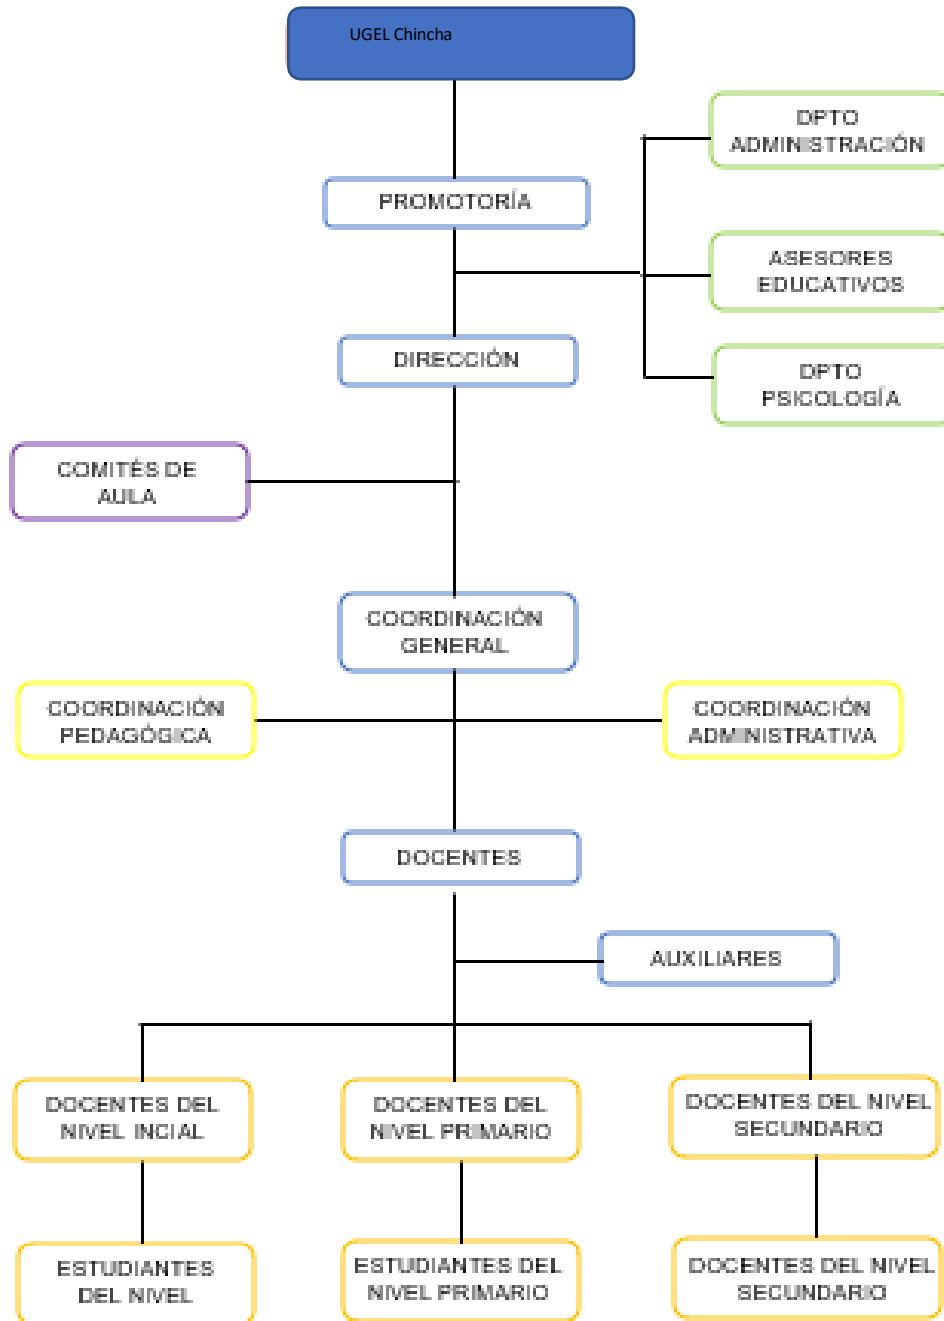 UGEL Chincha
DPTO
ADMINISTRACIÓN
PROMOTORÍA
ASESORES
EDUCATIVOS
DIRECCIÓN
DPTO
PSICOLOGÍA
COMITÉS DE
AULA
COORDINACIÓN
GENERAL
COORDINACIÓN
PEDAGÓGICA
COORDINACIÓN
ADMINISTRATIVA
DOCENTES
AUXILIARES
DOCENTES DEL
NIVEL INCIAL
DOCENTES DEL
NIVEL PRIMARIO
DOCENTES DEL NIVEL
SECUNDARIO
ESTUDIANTES
DEL NIVEL
ESTUDIANTES DEL
NIVEL PRIMARIO
DOCENTES DEL NIVEL
SECUNDARIO